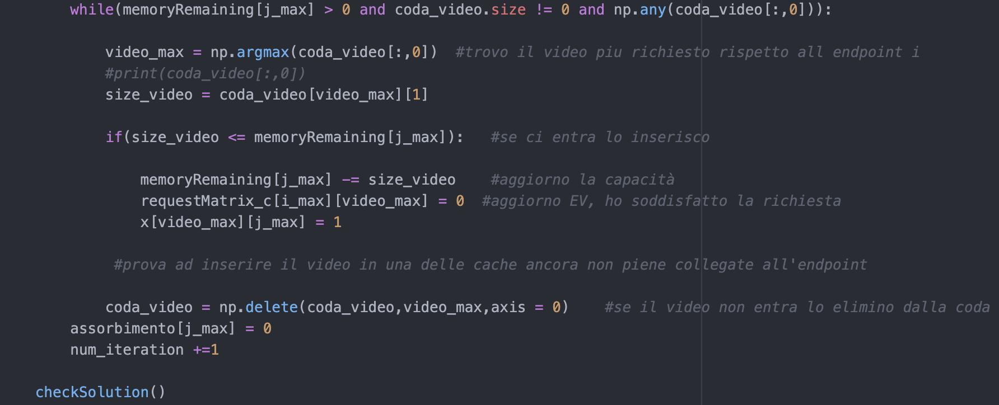 while(memoryRemaining[j_max] > 0 and coda_video.size != 0 and np.any(coda_video[:,0])):
video_max = np.argmax(coda_video[:,0])  #trovo il video piu richiesto rispetto all endpoint i
#print(coda_video[:,0])
size_video = coda_video[video_max][1]
if(size_video <= memoryRemaining[j_max]):   #se ci entra lo inserisco
memoryRemaining[j_max] -= size_video    #aggiorno la capacità
requestMatrix_c[i_max][video_max] = 0  #aggiorno EV, ho soddisfatto la richiesta
x[video_max][j_max] = 1
#prova ad inserire il video in una delle cache ancora non piene collegate all'endpoint
coda_video = np.delete(coda_video,video_max,axis = 0)    #se il video non entra lo elimino dalla coda
assorbimento[j_max] = 0
num_iteration +=1
checkSolution()